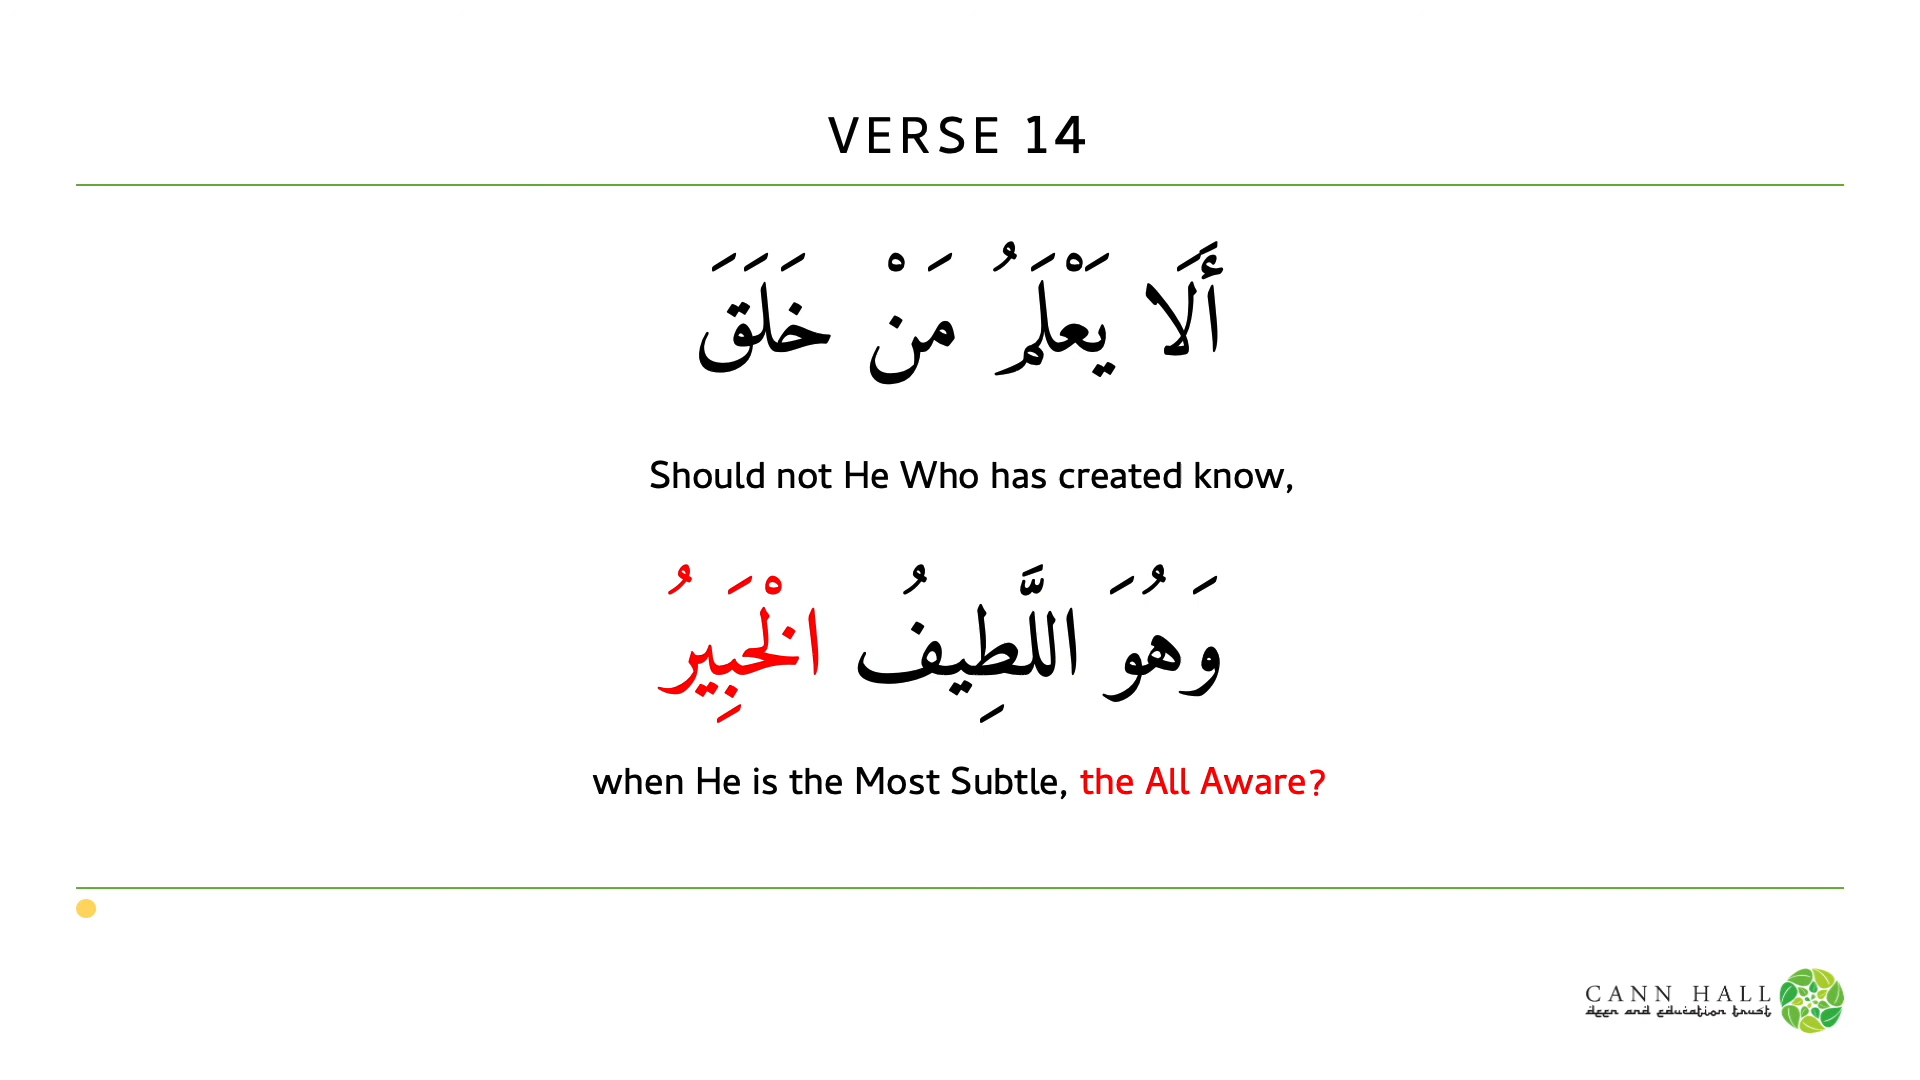 VERSE 14
أَلَا يَعْلَمُ مَنْ خَلَقَ
Should not He Who has created know,
وَهُوَ اللَّطِيفُ الْخَبِيرُ
when He is the Most Subtle, the All Aware?
CANN HALL
deen and education trust